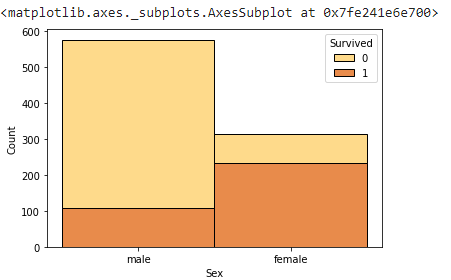 <matplotlib.axes._subplots.AxesSubplot at 0x7fe241e6e700>
Survived
0
1
600
500
400
300
200
100
0
Count
male female
Sex